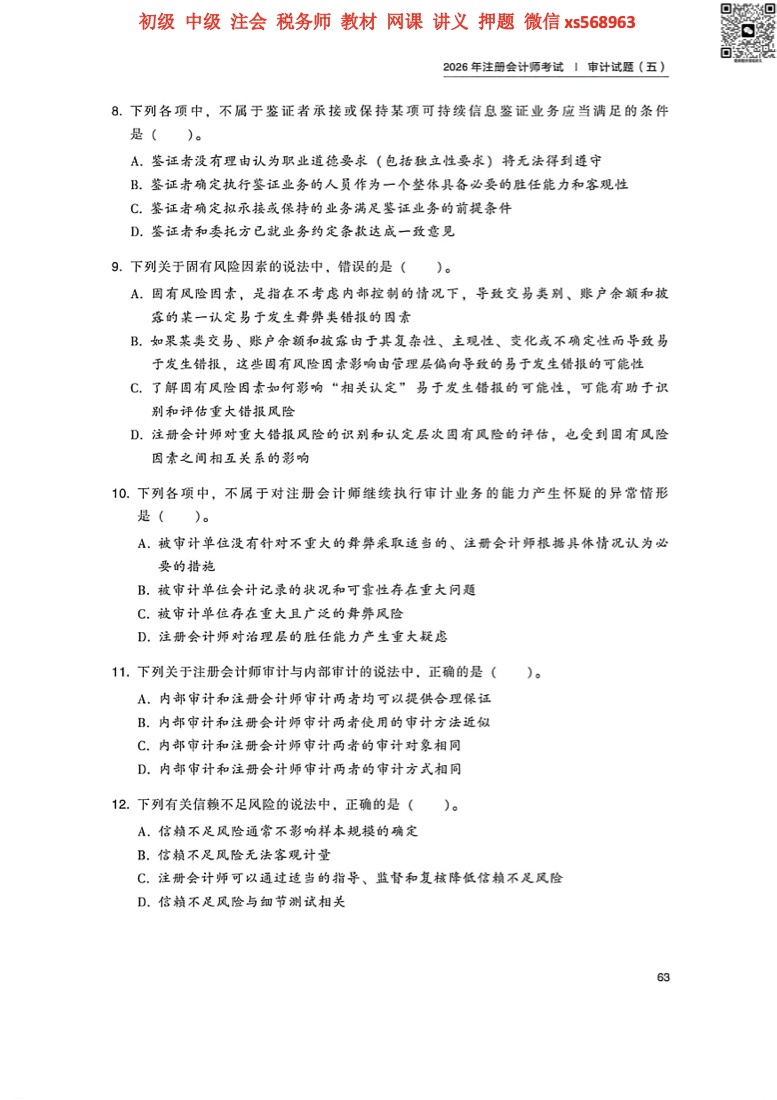 初级 中级 注会 税务师 教材 网课 讲义 押题 微信 xs568963
2026 年注册会计师考试 | 审计试题（五）
8. 下列各项中，不属于鉴证者承接或保持某项可持续信息鉴证业务应当满足的条件
是（  ）。
A. 鉴证者没有理由认为职业道德要求（包括独立性要求）将无法得到遵守
B. 鉴证者确定执行鉴证业务的人员作为一个整体具备必要的胜任能力和客观性
C. 鉴证者确定拟承接或保持的业务满足鉴证业务的前提条件
D. 鉴证者和委托方已就业务约定条款达成一致意见
9. 下列关于固有风险因素的说法中，错误的是（  ）。
A. 固有风险因素，是指在不考虑内部控制的情况下，导致交易类别、账户余额和披
露的某一认定易于发生舞弊类错报的因素
B. 如果某类交易、账户余额和披露由于其复杂性、主观性、变化或不确定性而导致易
于发生错报，这些固有风险因素影响由管理层偏向导致的易于发生错报的可能性
C. 了解固有风险因素如何影响“相关认定”易于发生错报的可能性，可能有助于识
别和评估重大错报风险
D. 注册会计师对重大错报风险的识别和认定层次固有风险的评估，也受到固有风险
因素之间相互关系的影响
10. 下列各项中，不属于对注册会计师继续执行审计业务的能力产生怀疑的异常情形
是（  ）。
A. 被审计单位没有针对不重大的舞弊采取适当的、注册会计师根据具体情况认为必
要的措施
B. 被审计单位会计记录的状况和可靠性存在重大问题
C. 被审计单位存在重大且广泛的舞弊风险
D. 注册会计师对治理层的胜任能力产生重大疑虑
11. 下列关于注册会计师审计与内部审计的说法中，正确的是（  ）。
A. 内部审计和注册会计师审计两者均可以提供合理保证
B. 内部审计和注册会计师审计两者使用的审计方法近似
C. 内部审计和注册会计师审计两者的审计对象相同
D. 内部审计和注册会计师审计两者的审计方式相同
12. 下列有关信赖不足风险的说法中，正确的是（  ）。
A. 信赖不足风险通常不影响样本规模的确定
B. 信赖不足风险无法客观计量
C. 注册会计师可以通过适当的指导、监督和复核降低信赖不足风险
D. 信赖不足风险与细节测试相关
63